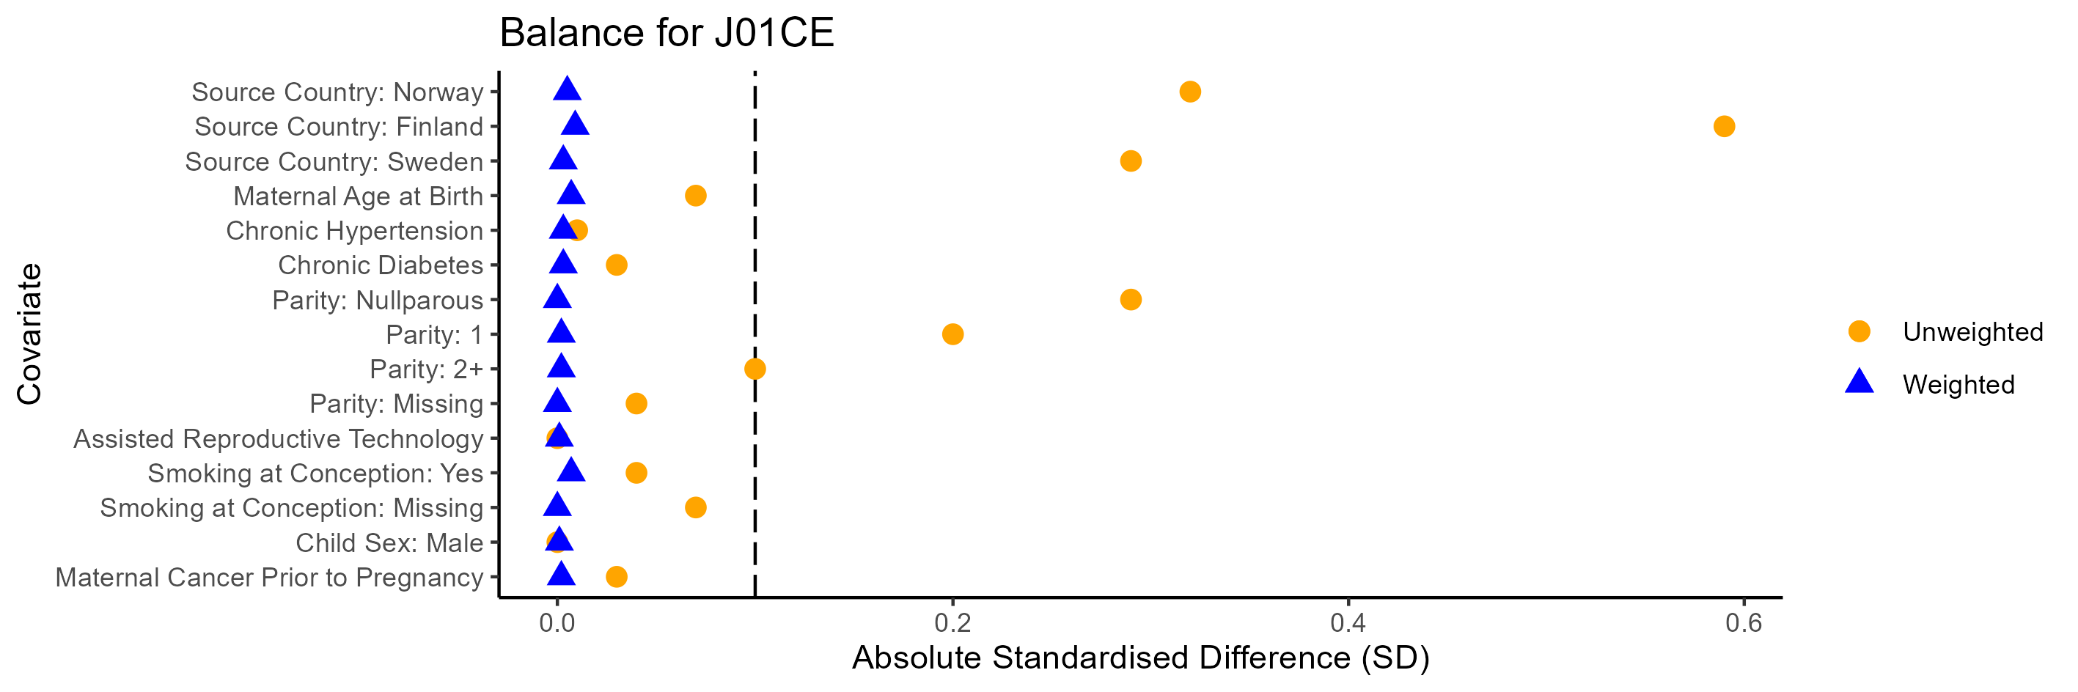 Balance for J01CE
Source Country: Norway
Source Country: Finland
Source Country: Sweden
Maternal Age at Birth
Chronic Hypertension
Chronic Diabetes
Parity: Nullparous
Parity: 1
Parity: 2+
Parity: Missing
Assisted Reproductive Technology
Smoking at Conception: Yes
Smoking at Conception: Missing
Child Sex: Male
Maternal Cancer Prior to Pregnancy
Covariate
0.0 0.2 0.4 0.6
Absolute Standardised Difference (SD)
Unweighted
Weighted